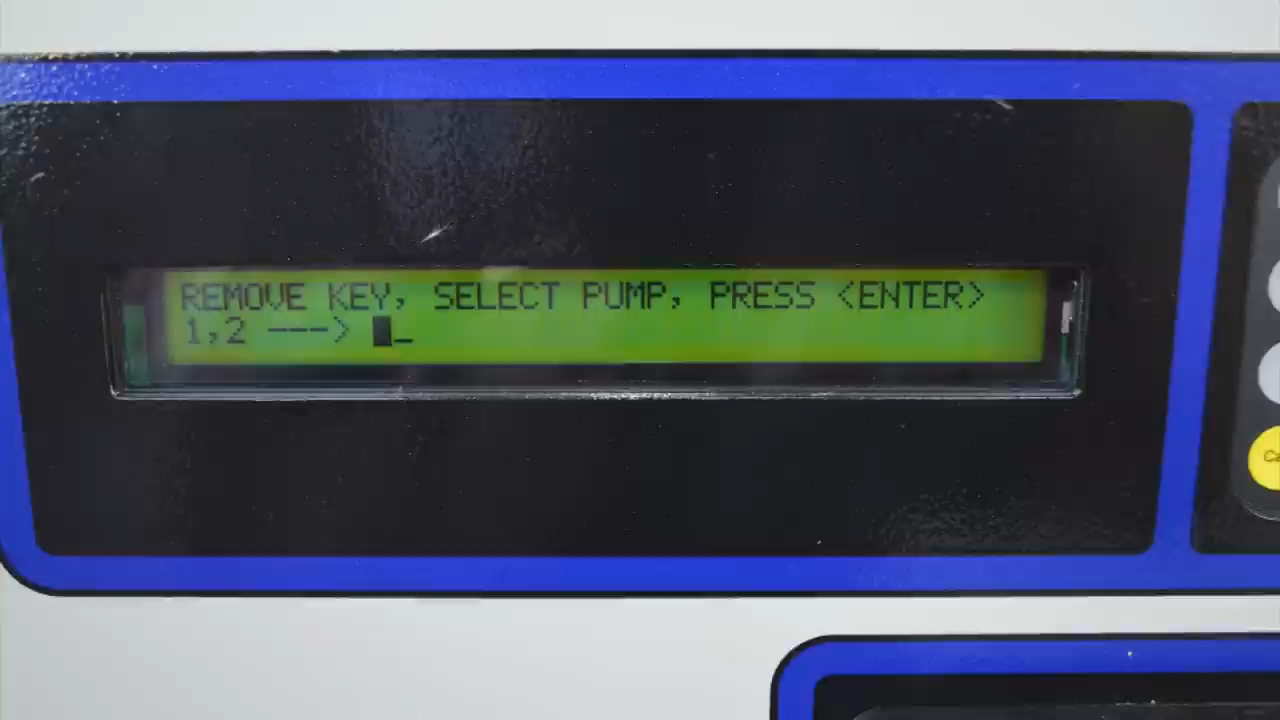 REMOVE KEY, SELECT PUMP, PRESS <ENTER>
1,2 ---> _